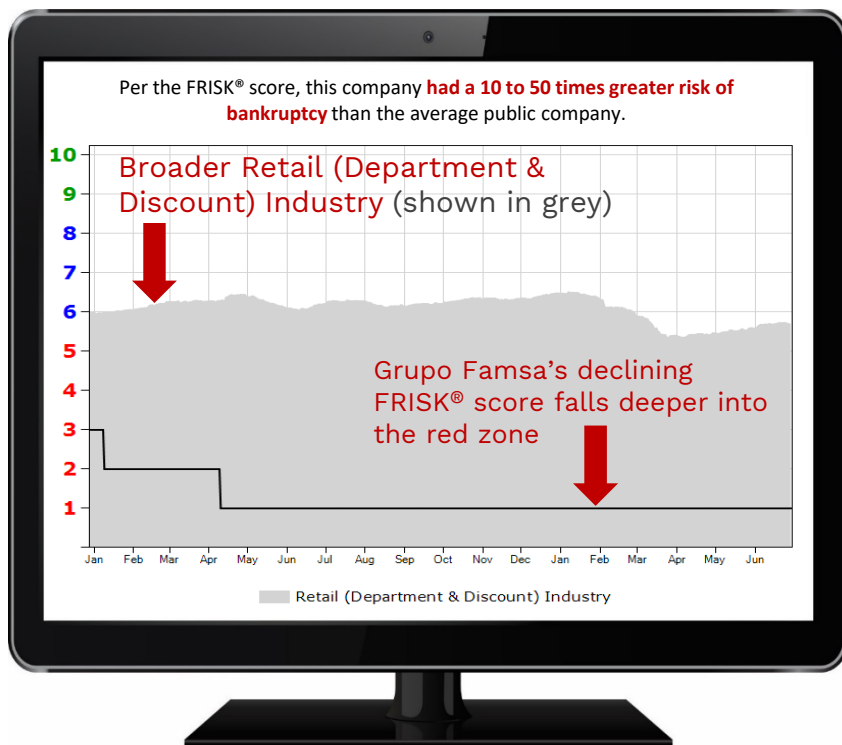 Per the FRISK® score, this company had a 10 to 50 times greater risk of
bankruptcy than the average public company.
10
Broader Retail (Department &
9
Discount) Industry (shown in grey)
8
7
6
5
4
Grupo Famsa’s declining
FRISK® score falls deeper into
the red zone
3
2
1
Jan Feb Mar Apr May Jun Jul Aug Sep Oct Nov Dec Jan Feb Mar Apr May Jun
Retail (Department & Discount) Industry